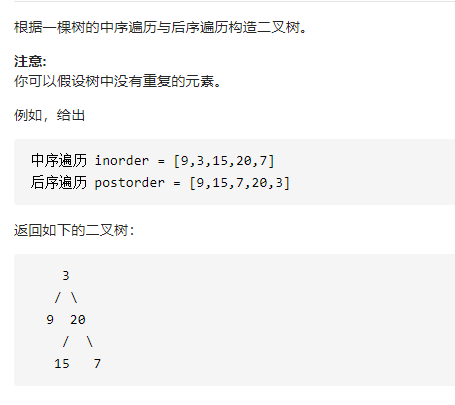 根据一棵树的中序遍历与后序遍历构造二叉树。
注意:
你可以假设树中没有重复的元素。
例如，给出
中序遍历 inorder = [9,3,15,20,7]
后序遍历 postorder = [9,15,7,20,3]
返回如下的二叉树：
3
/ \
9  20
/  \
15   7